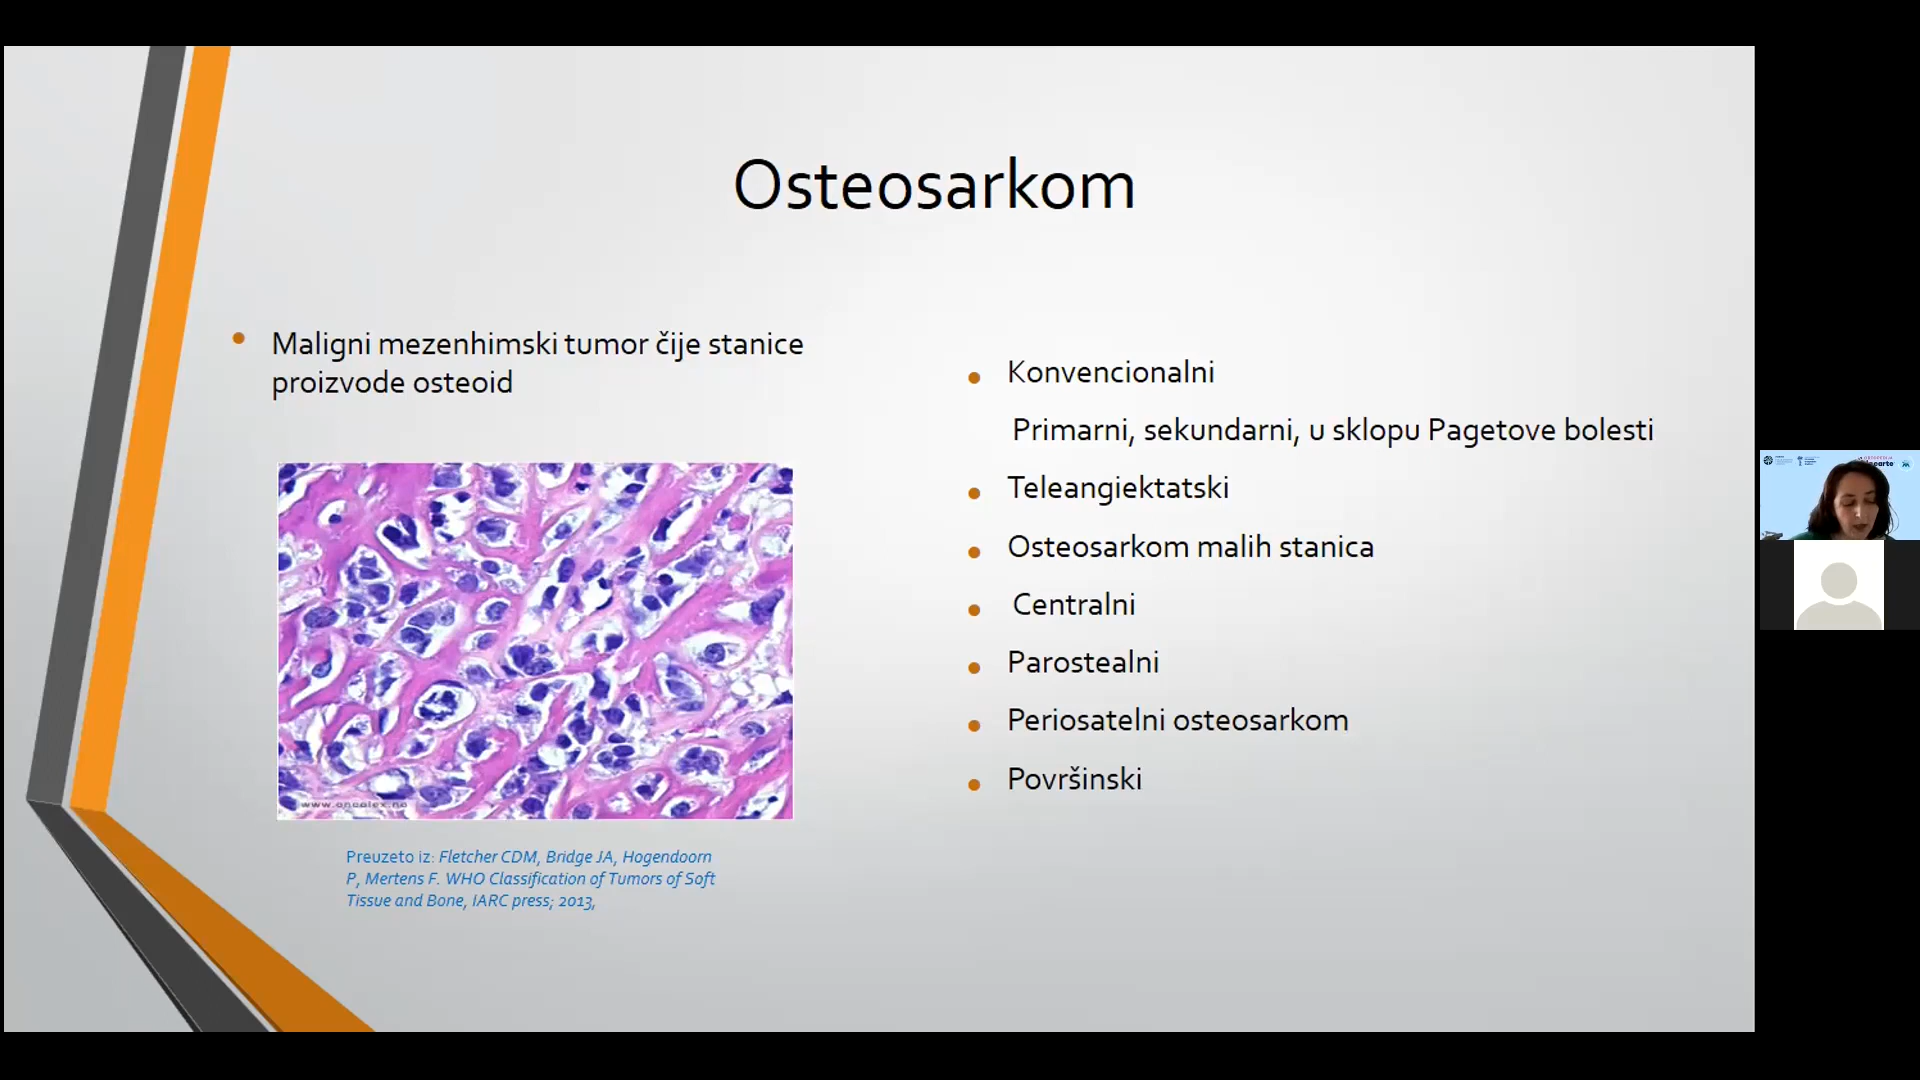 Osteosarkom
Maligni mezenhimski tumor čije stanice
proizvode osteoid
www.oncolex.no
Preuzeto iz: Fletcher CDM, Bridge JA, Hogendoorn
P, Mertens F. WHO Classification of Tumors of Soft
Tissue and Bone, IARC press; 2013,
Konvencionalni
Primarni, sekundarni, u sklopu Pagetove bolesti
Teleangiektatski
Osteosarkom malih stanica
Centralni
Parostealni
Periosatelni osteosarkom
Površinski